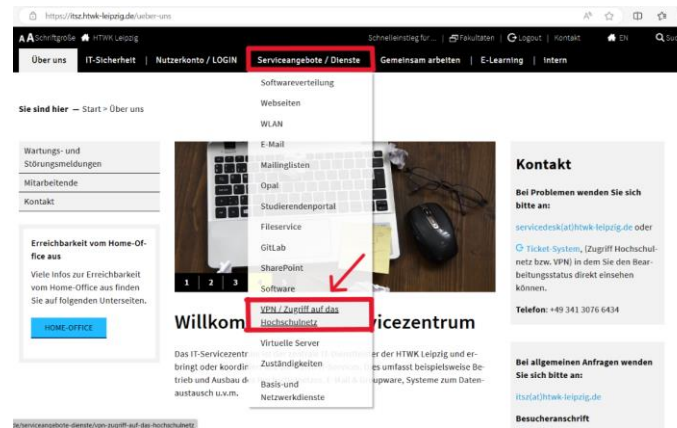 https://itsz.htwk-leipzig.de/ueber-uns
A A Schriftgröße HTWK Leipzig
Schnelleinstieg für... | Fakultäten | Logout | Kontakt EN
Über uns IT-Sicherheit | Nutzerkonto / LOGIN Serviceangebote / Dienste Gemeinsam arbeiten | E-Learning | Intern
Sie sind hier — Start > Über uns
Softwareverteilung
Webseiten
WLAN
E-Mail
Mailinglisten
Opal
Studierendenportal
Fileservice
GitLab
SharePoint
Software
VPN / Zugriff auf das
Hochschulnetz
Virtuelle Server
Zuständigkeiten
Basis-und
Netzwerkdienste
Wartungs- und
Störungsmeldungen
Mitarbeitende
Kontakt
Erreichbarkeit vom Home-Of-
fice aus
Viele Infos zur Erreichbarkeit
vom Home-Office aus finden
Sie auf folgenden Unterseiten.
HOME-OFFICE
1 2 3
Willkom vicezentrum
Das IT-Servicezentr er der HTWK Leipzig und er-
bringt oder koordin es umfasst beispielsweise Be-
trieb und Ausbau d upware, Systeme zum Daten-
austausch u.v.m.
Kontakt
Bei Problemen wenden Sie sich
bitte an:
servicedesk(at)htwk-leipzig.de oder
Ticket-System, (Zugriff Hochschul-
netz bzw. VPN) in dem Sie den Bear-
beitungsstatus direkt einsehen
können.
Telefon: +49 341 3076 6434
Bei allgemeinen Anfragen wenden
Sie sich bitte an:
itsz(at)htwk-leipzig.de
Besucheranschrift
de/serviceangebote-dienste/vpn-zugriff-auf-das-hochschulnetz